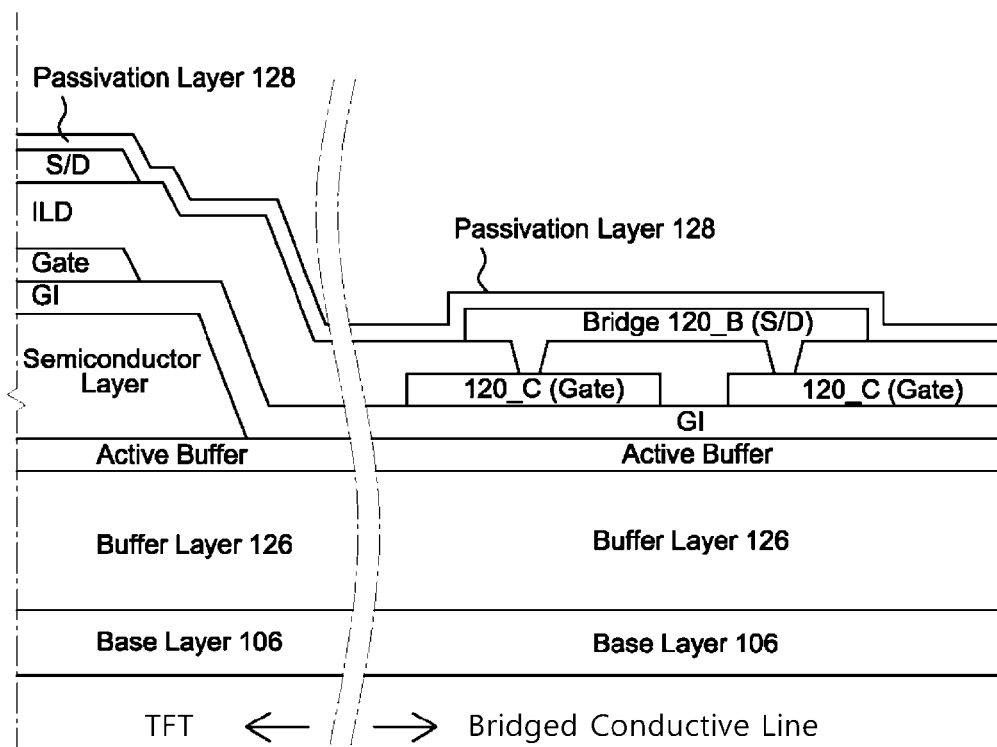 Passivation Layer 128
S/D
ILD
Gate
GI
Semiconductor
Layer
Active Buffer
Buffer Layer 126
Base Layer 106
TFT
Passivation Layer 128
Bridge 120_B (S/D)
120_C (Gate)
120_C (Gate)
GI
Active Buffer
Buffer Layer 126
Base Layer 106
Bridged Conductive Line